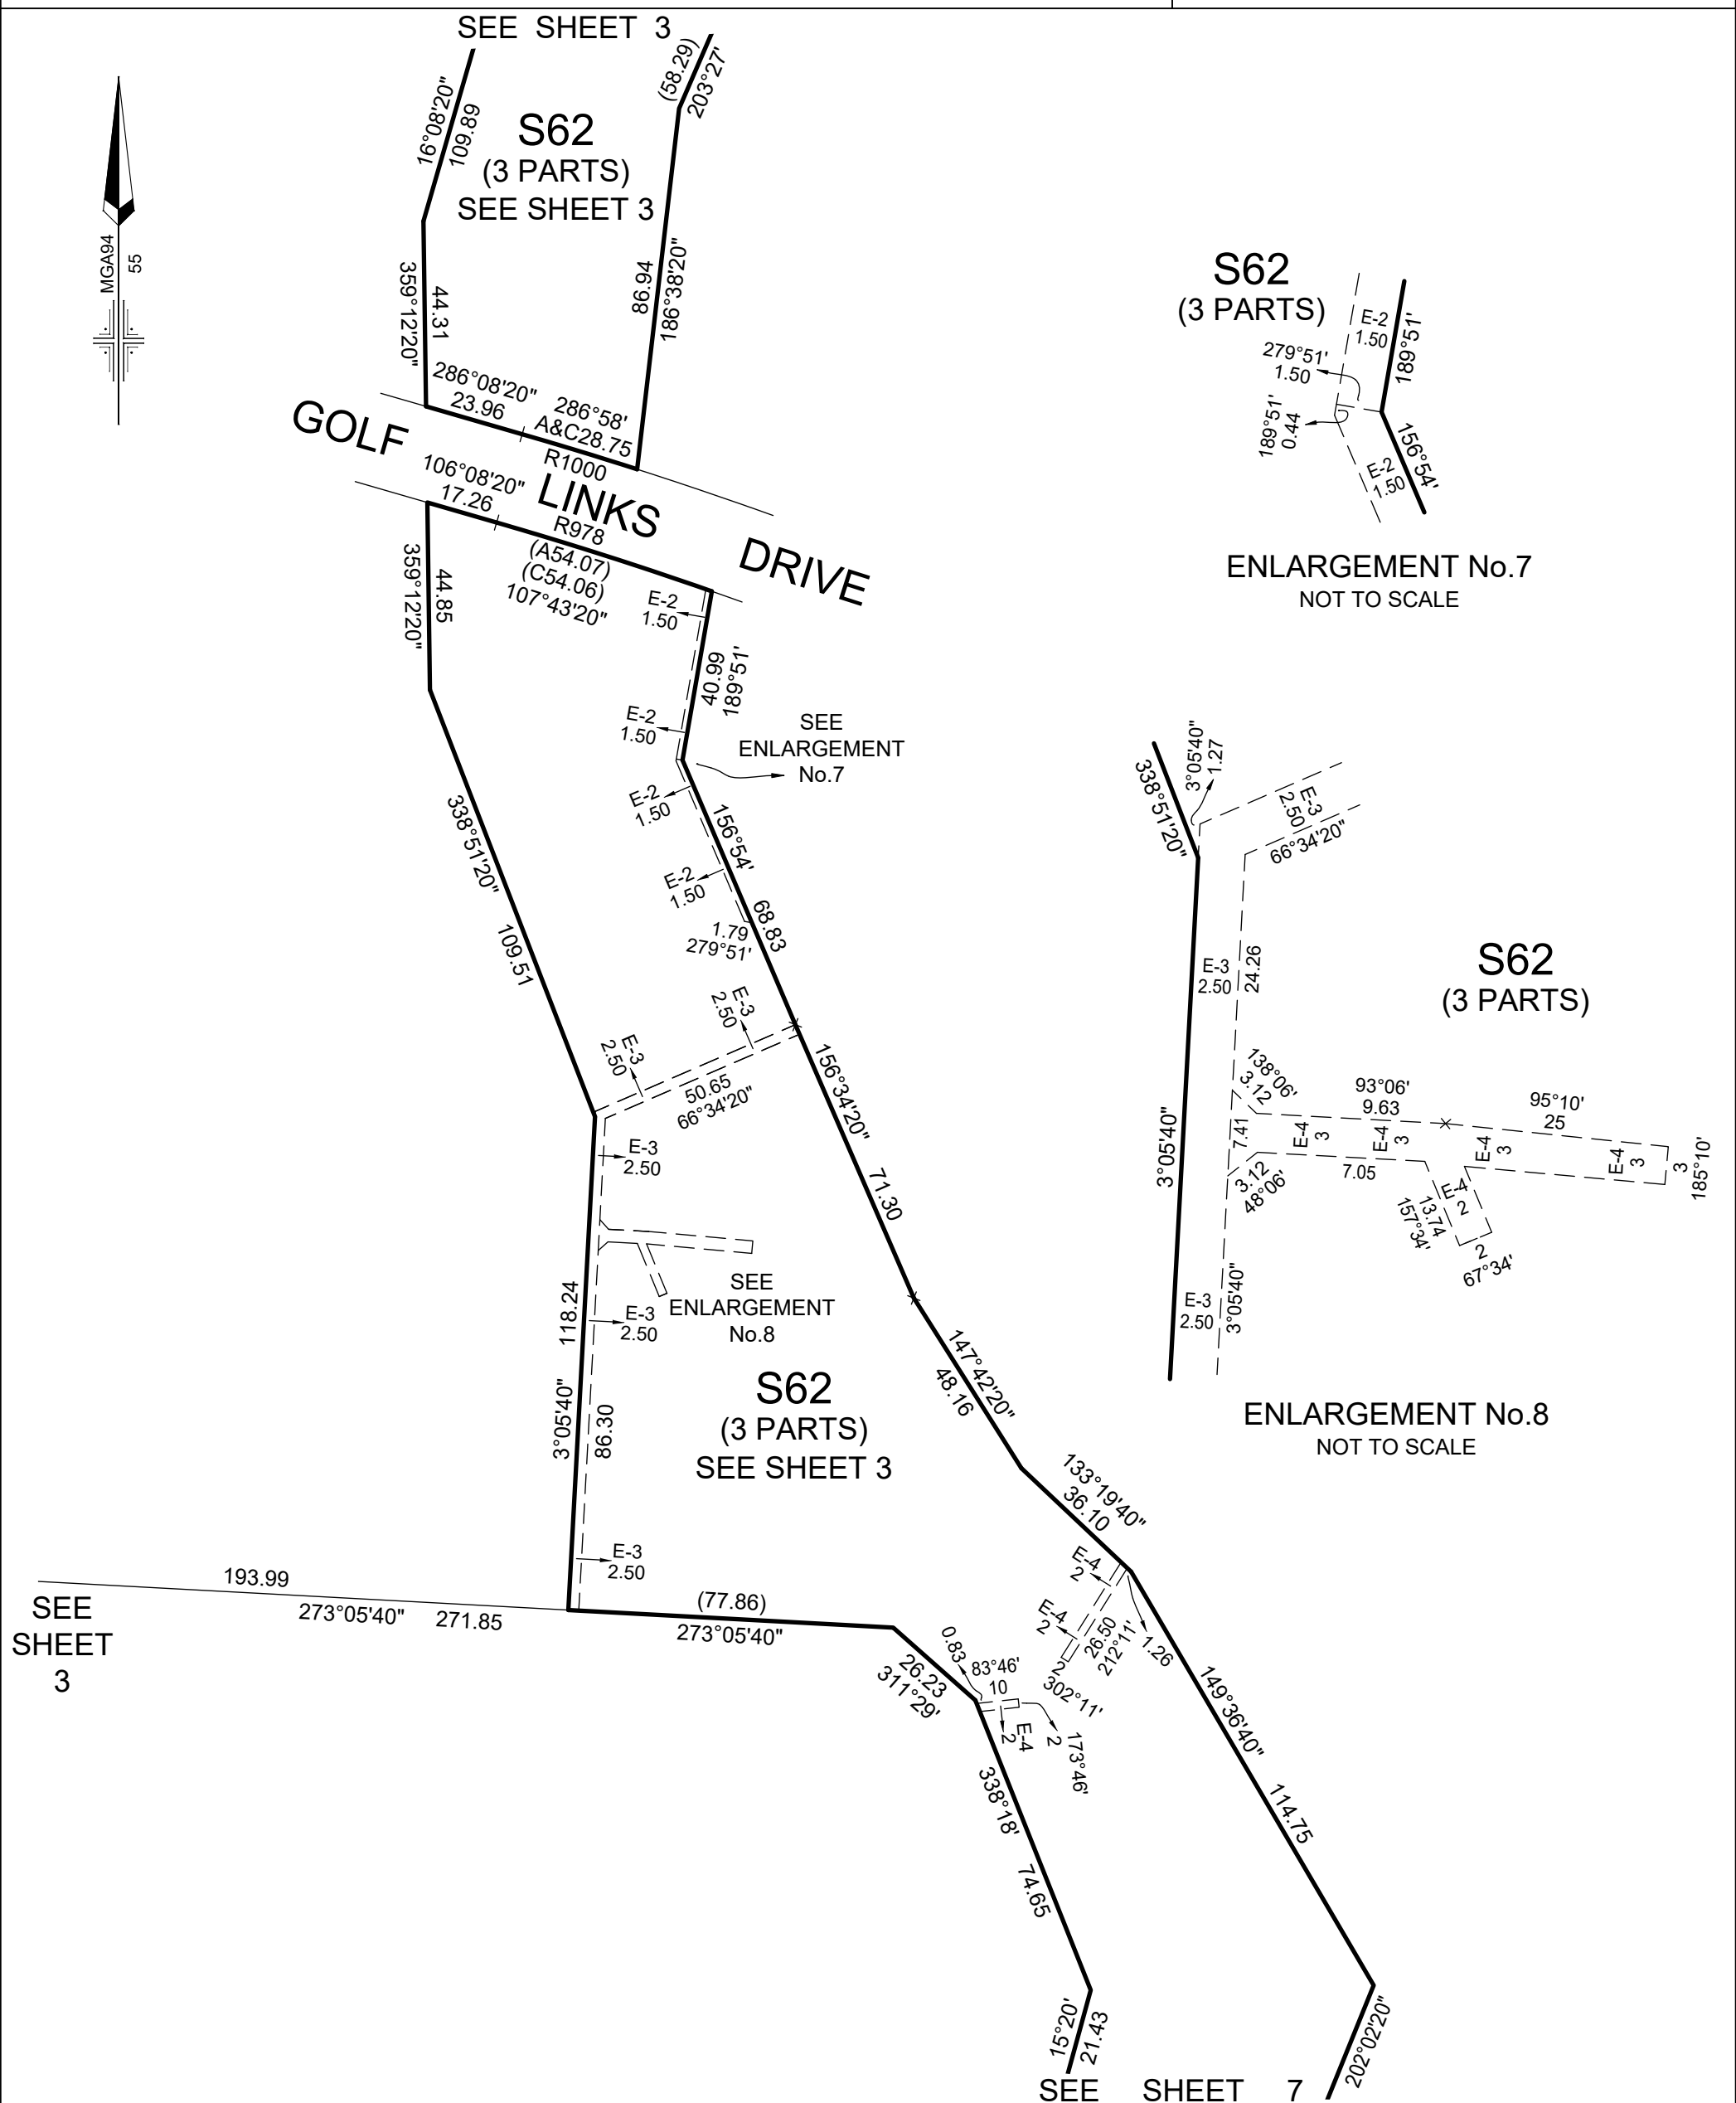 SEE SHEET 3
MGA94
55
16°08'20"
109.89
S62
(3 PARTS)
SEE SHEET 3
(58.29)
203°27'
359°12'20"
44.31
86.94
186°38'20"
286°08'20"
23.96
286°58'
A&C28.75
R1000
GOLF LINKS DRIVE
106°08'20"
17.26
R978
(A54.07)
(C54.06)
107°43'20"
359°12'20"
44.85
E-2
1.50
40.99
189°51'
E-2
1.50
SEE
ENLARGEMENT
No.7
E-2
1.50
156°54'
68.83
E-2
1.50
1.79
279°51'
338°51'20"
109.51
E-3
2.50
E-3
2.50
50.65
66°34'20"
156°34'20"
71.30
E-3
2.50
118.24
3°05'40"
E-3
2.50
SEE
ENLARGEMENT
No.8
86.30
S62
(3 PARTS)
SEE SHEET 3
147°42'20"
48.16
133°19'40"
36.10
E-3
2.50
193.99
273°05'40"
271.85
SEE
SHEET
3
(77.86)
273°05'40"
E-4
2
E-4
2
26.50
212°11'
2
302°11'
1.26
26.23
311°29'
0.83
83°46'
10
E-4
2
2
173°46'
149°36'40"
114.75
338°18'
74.65
15°20'
21.43
202°02'20"
SEE SHEET 7
S62
(3 PARTS)
E-2
1.50
189°51'
279°51'
1.50
189°51'
0.44
E-2
1.50
156°54'
ENLARGEMENT No.7
NOT TO SCALE
338°51'20"
3°05'40"
1.27
E-3
2.50
66°34'20"
E-3
2.50
24.26
S62
(3 PARTS)
3°05'40"
138°06'
3.12
93°06'
9.63
95°10'
25
7.41
E-4
3
E-4
3
E-4
3
E-4
3
3
185°10'
3.12
48°06'
7.05
E-4
2
13.74
157°34'
2
67°34'
E-3
2.50
3°05'40"
ENLARGEMENT No.8
NOT TO SCALE